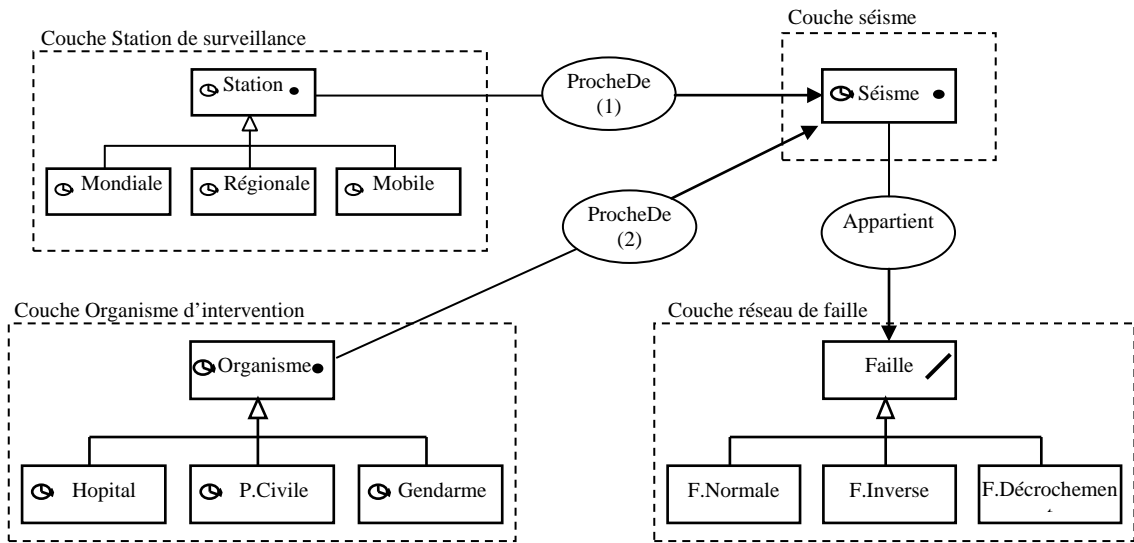 Couche Station de surveillance
Couche séisme
Station
ProcheDe
(1)
Séisme
Mondiale
Régionale
Mobile
ProcheDe
(2)
Appartient
Couche Organisme d'intervention
Couche réseau de faille
Organisme
Faille
Hopital
P.Civile
Gendarme
F.Normale
F.Inverse
F.Décrochemen